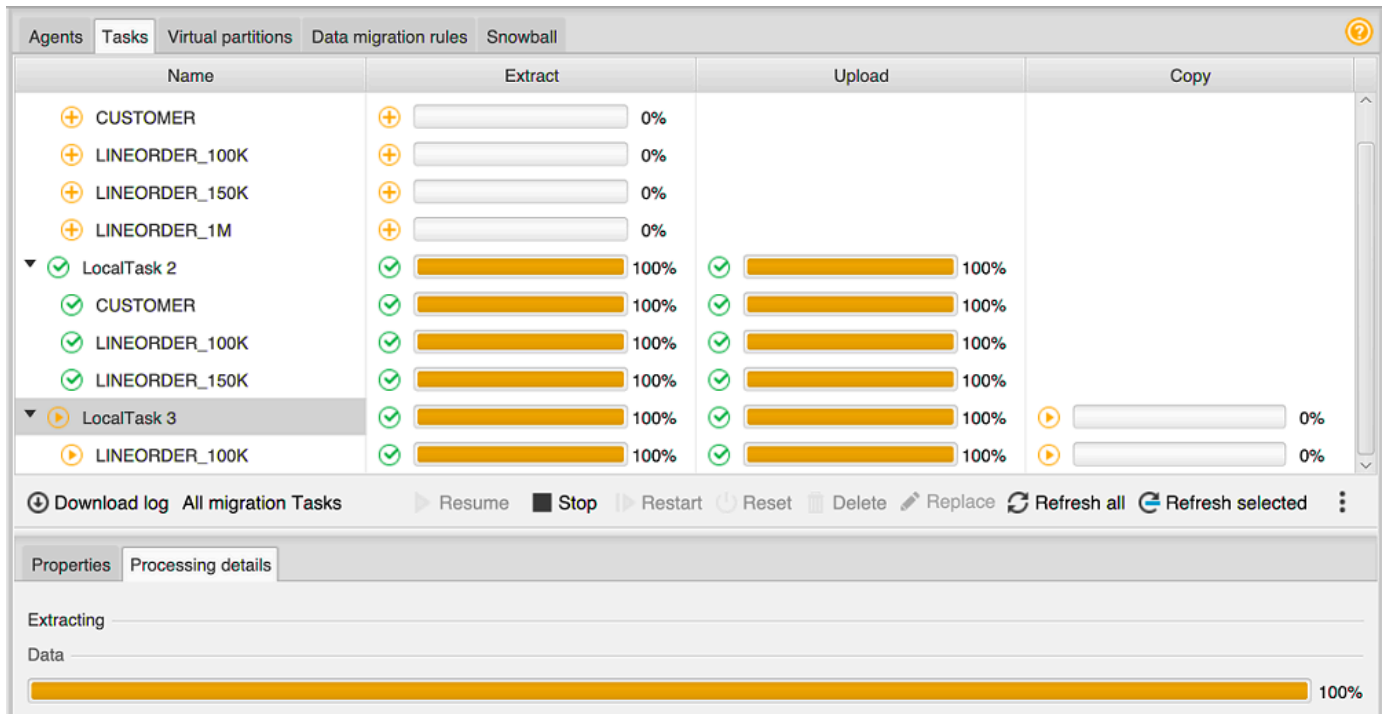 Agents Tasks Virtual partitions Data migration rules Snowball ?
Name Extract Upload Copy
CUSTOMER 0%
LINEORDER_100K 0%
LINEORDER_150K 0%
LINEORDER_1M 0%
LocalTask 2 100% 100%
CUSTOMER 100% 100%
LINEORDER_100K 100% 100%
LINEORDER_150K 100% 100%
LocalTask 3 100% 100% 0%
LINEORDER_100K 100% 100% 0%
Download log All migration Tasks Resume Stop Restart Reset Delete Replace Refresh all Refresh selected
Properties Processing details
Extracting
Data
100%